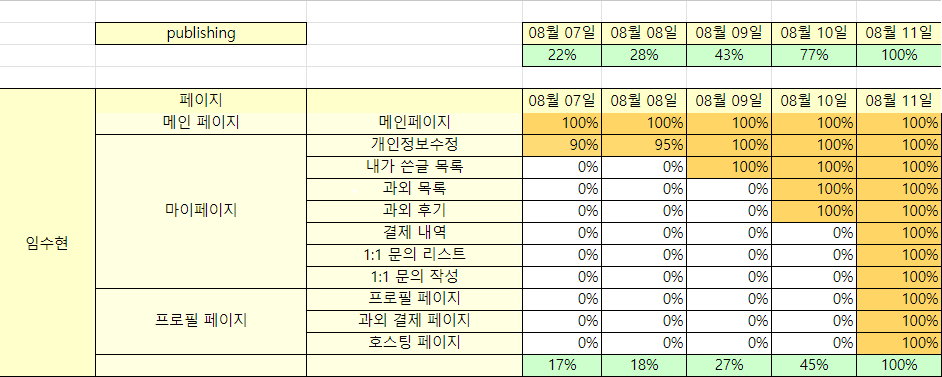 publishing 08월 07일 08월 08일 08월 09일 08월 10일 08월 11일
22% 28% 43% 77% 100%
페이지 08월 07일 08월 08일 08월 09일 08월 10일 08월 11일
메인 페이지 메인페이지 100% 100% 100% 100% 100%
개인정보수정 90% 95% 100% 100% 100%
내가 쓴글 목록 0% 0% 100% 100% 100%
과외 목록 0% 0% 0% 100% 100%
마이페이지 과외 후기 0% 0% 0% 100% 100%
임수현 결제 내역 0% 0% 0% 0% 100%
1:1 문의 리스트 0% 0% 0% 0% 100%
1:1 문의 작성 0% 0% 0% 0% 100%
프로필 페이지 0% 0% 0% 0% 100%
프로필 페이지 과외 결제 페이지 0% 0% 0% 0% 100%
호스팅 페이지 0% 0% 0% 0% 100%
17% 18% 27% 45% 100%